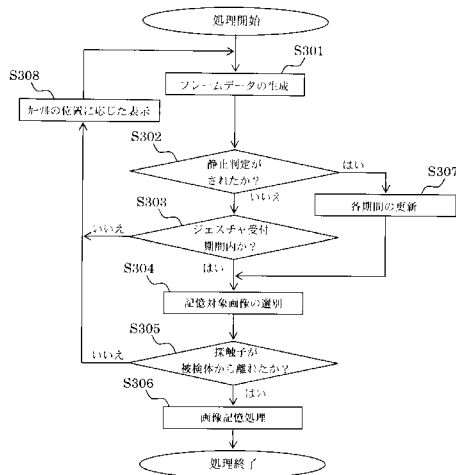 処理開始
S301
フレームデータの生成
S308
カーソルの位置に応じた表示
S302
静止判定が
されたか?
はい
いいえ
S307
各期間の更新
S303
ジェスチャ受付
期間内か?
いいえ
はい
S304
記憶対象画像の選別
S305
探触子が
被検体から離れたか?
いいえ
はい
S306
画像記憶処理
処理終了